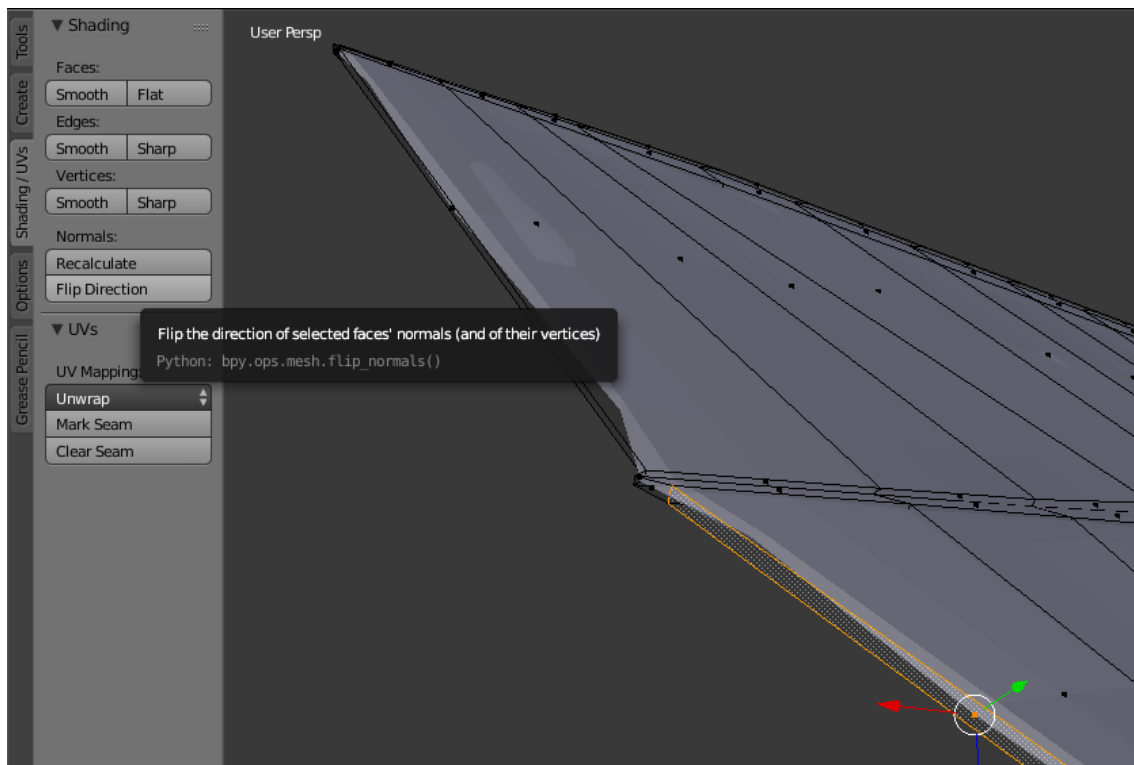 Tools
Create
Shading / UVs
Options
Grease Pencil
Shading
Faces:
Smooth Flat
Edges:
Smooth Sharp
Vertices:
Smooth Sharp
Normals:
Recalculate
Flip Direction
UVs
UV Mapping:
Unwrap
Mark Seam
Clear Seam
User Persp
Flip the direction of selected faces' normals (and of their vertices)
Python: bpy.ops.mesh.flip_normals()